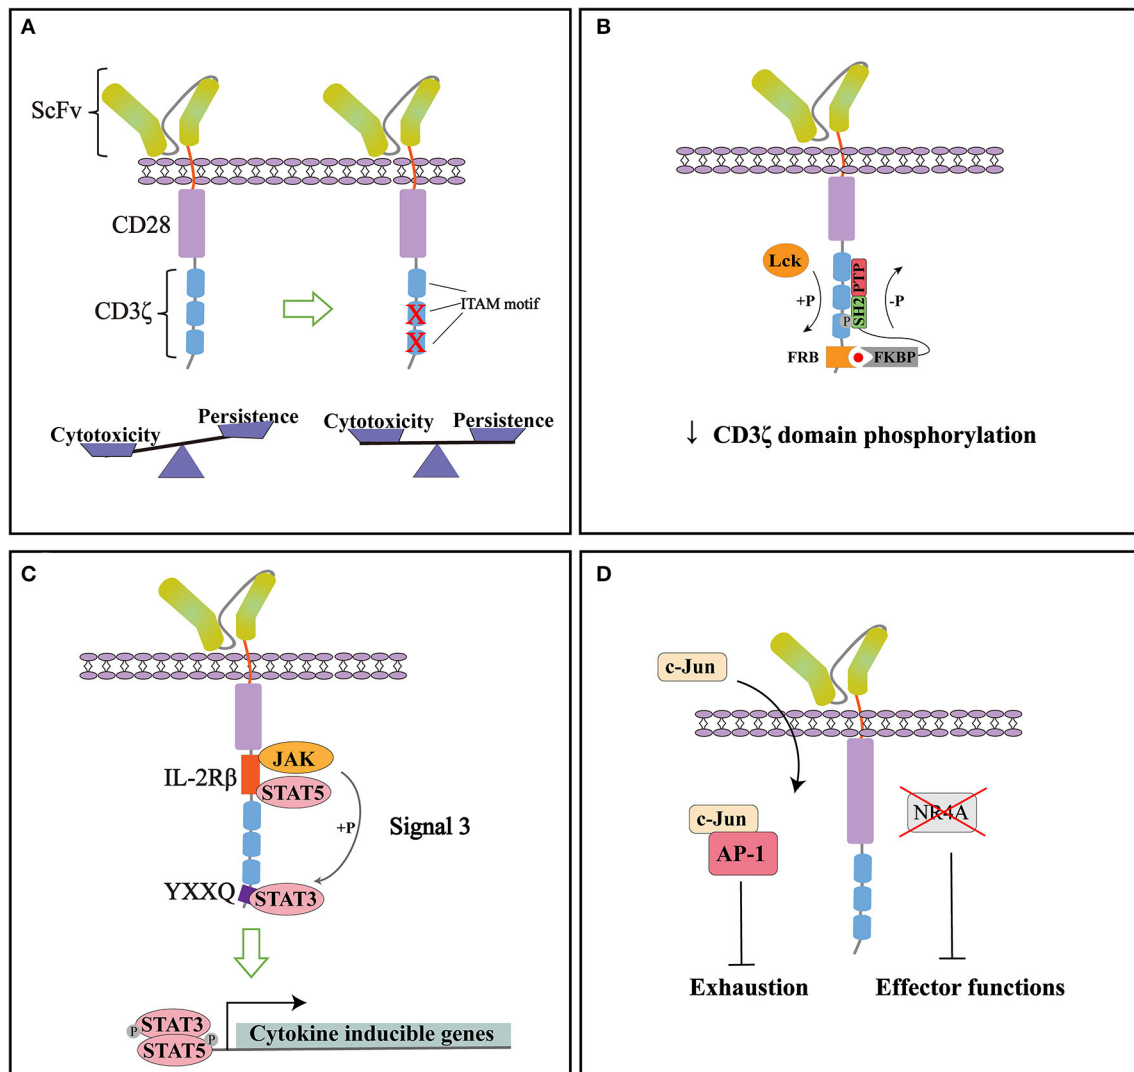 A
ScFv
CD28
CD3ζ
ITAM motif
X
X
Cytotoxicity
Persistence
Cytotoxicity
Persistence
B
Lck
PTP
SH2
+P
-P
P
FRB
FKBP
↓ CD3ζ domain phosphorylation
C
JAK
IL-2Rβ
STAT5
+P
Signal 3
YXXQ
STAT3
STAT3
P
P
STAT5
Cytokine inducible genes
D
c-Jun
c-Jun
NR4A
AP-1
Exhaustion
Effector functions